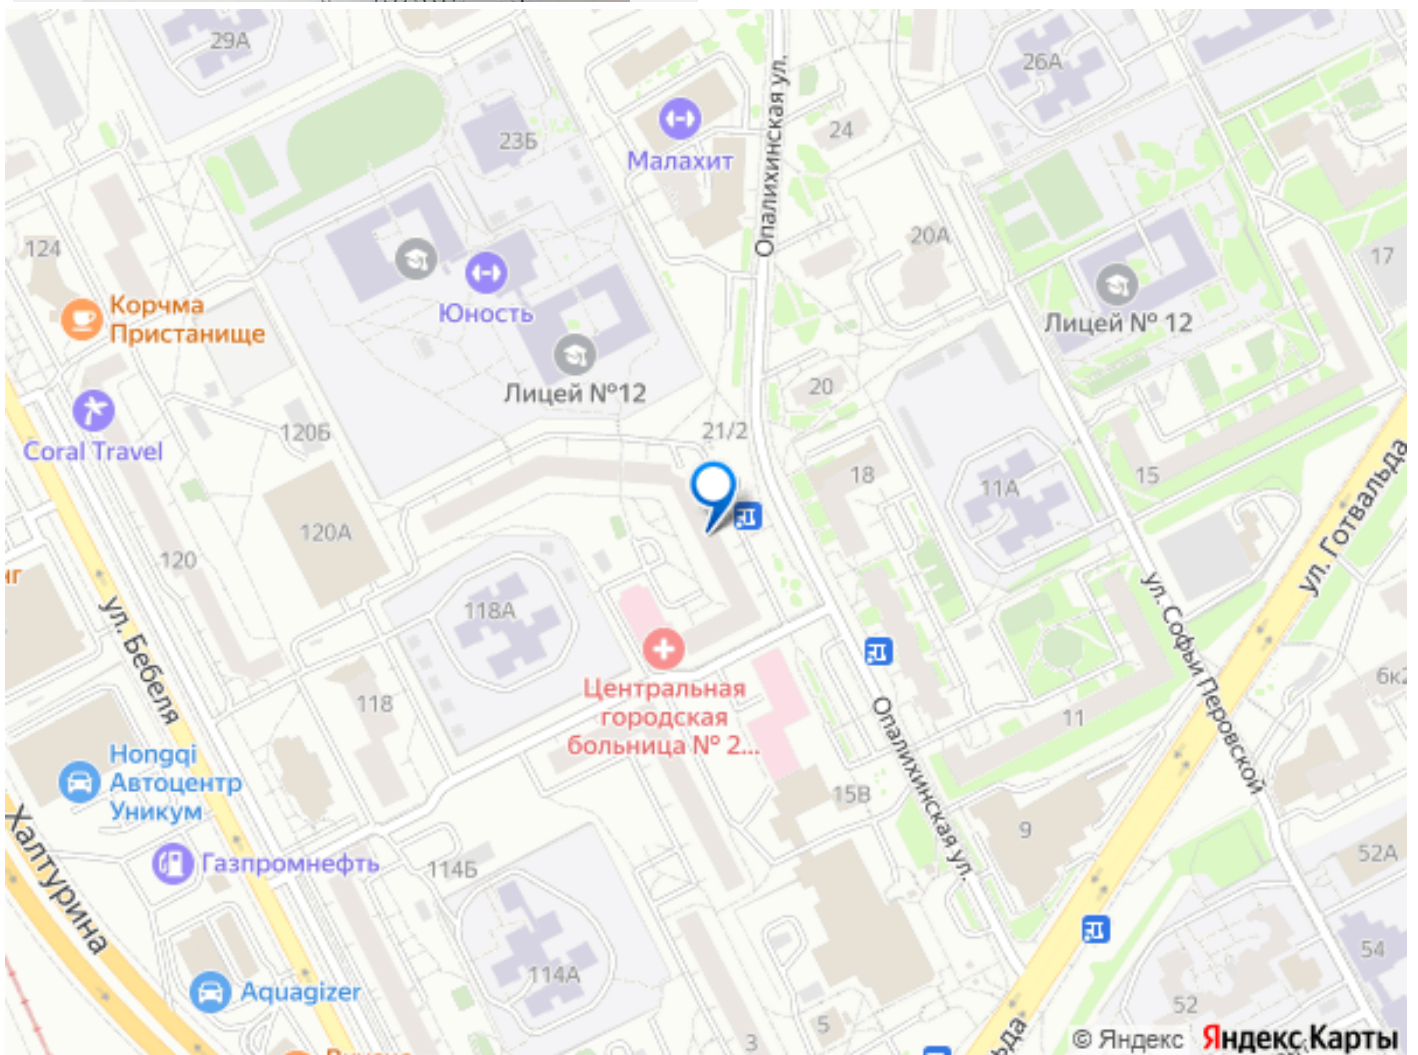 29А
26А
Опалихинская ул.
24
23Б
Малахит
20А
124
17
Корчма
Пристанище
Юность
Лицей № 12
Лицей №12
20
Coral Travel
120Б
21/2
18
11А
15
ул. Готвальда
120А
120
118А
ул. Бебеля
ул. Софьи Перовской
Центральная
городская
больница № 2...
118
6к2
11
Опалихинская ул.
Hongqi
Автоцентр
Уникум
15В
9
Халтурина
Газпромнефть
114Б
52А
54
114А
Aquagizer
52
5
3
© Яндекс Яндекс Карты